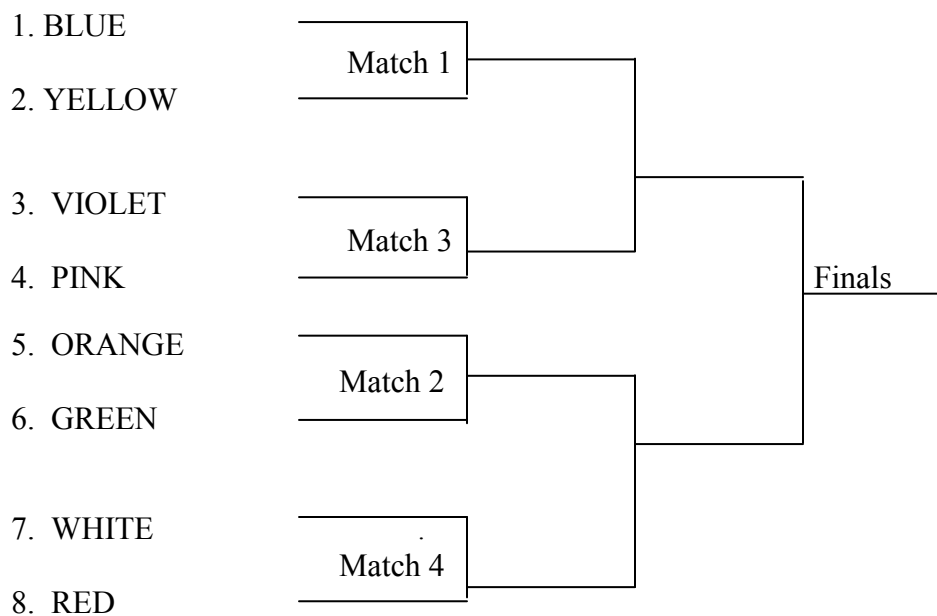 1. BLUE
Match 1
2. YELLOW
3. VIOLET
Match 3
4. PINK
Finals
5. ORANGE
Match 2
6. GREEN
7. WHITE
Match 4
8. RED